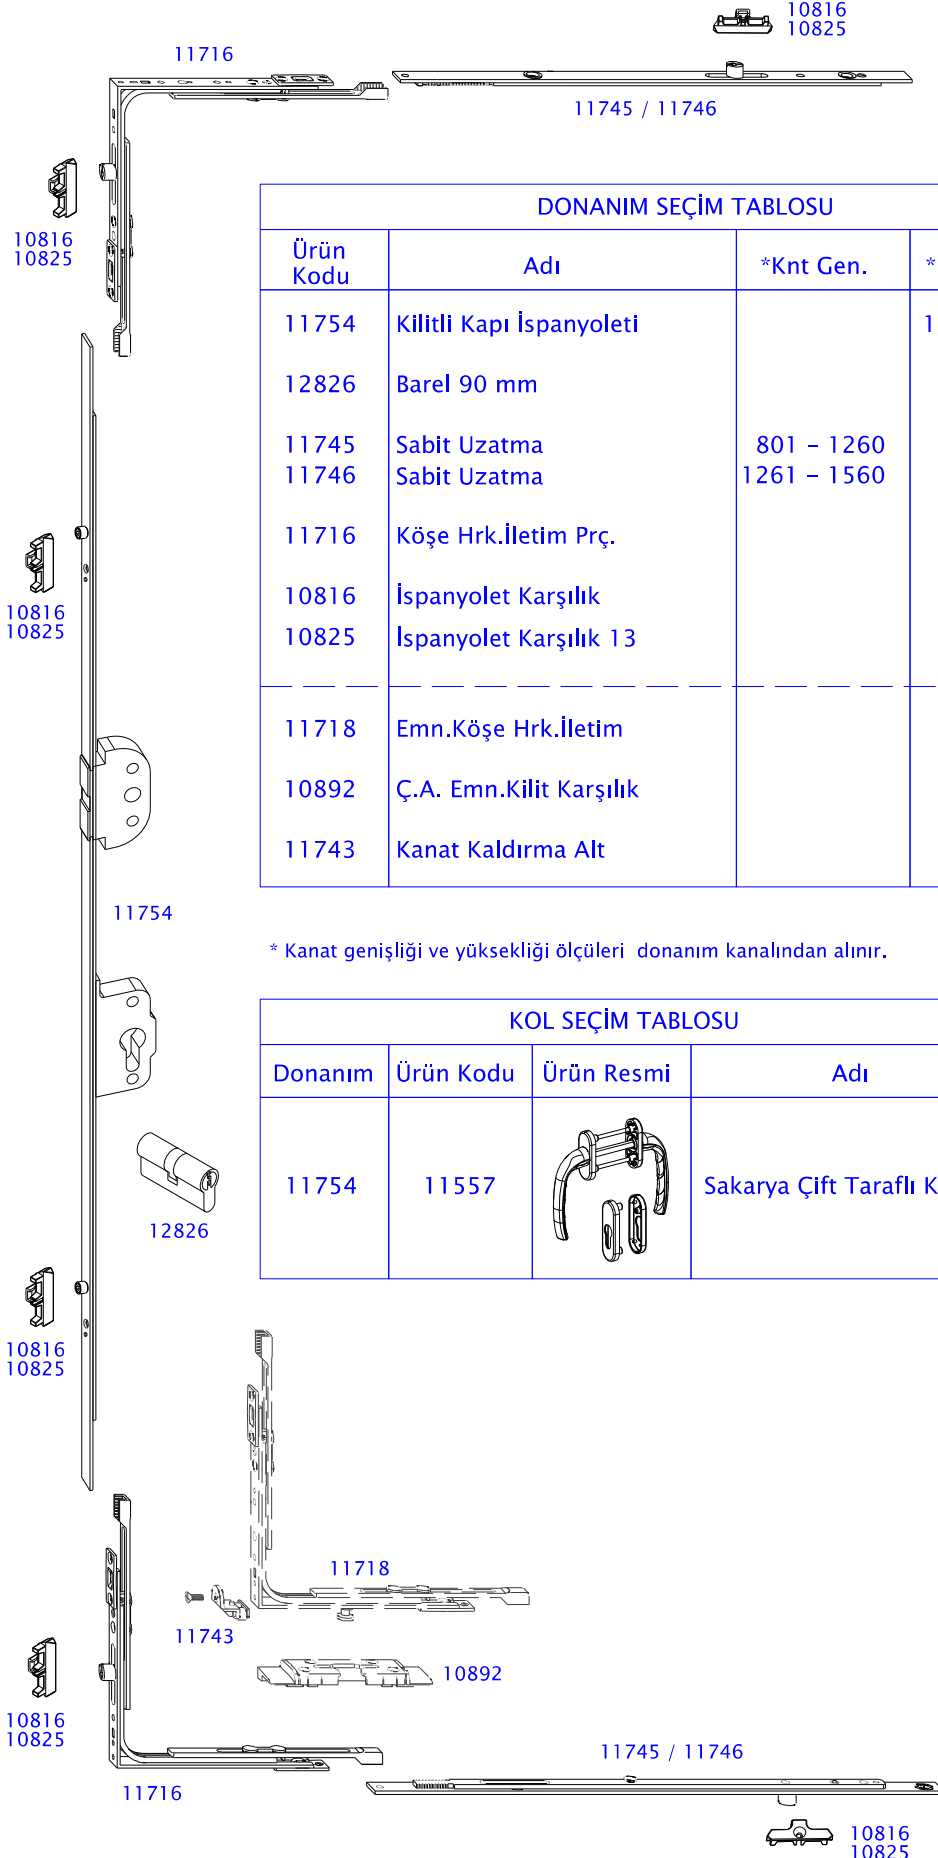 10816
10825
11716
11745 / 11746
10816
10825
DONANIM SEÇİM TABLOSU
Ürün Kodu Adı *Knt Gen. *
11754 Kilitli Kapı İspanyoleti 1
12826 Barel 90 mm
11745 Sabit Uzatma 801 – 1260
11746 Sabit Uzatma 1261 – 1560
11716 Köşe Hrk.İletim Prç.
10816 İspanyolet Karşılık
10825 İspanyolet Karşılık 13
11718 Emn.Köşe Hrk.İletim
10892 Ç.A. Emn.Kilit Karşılık
11743 Kanat Kaldırma Alt
10816
10825
11754
* Kanat genişliği ve yüksekliği ölçüleri donanım kanalından alınır.
KOL SEÇİM TABLOSU
Donanım Ürün Kodu Ürün Resmi Adı
11754 11557 Sakarya Çift Taraflı K
12826
10816
10825
11718
11743
10892
10816
10825
11716
11745 / 11746
10816
10825